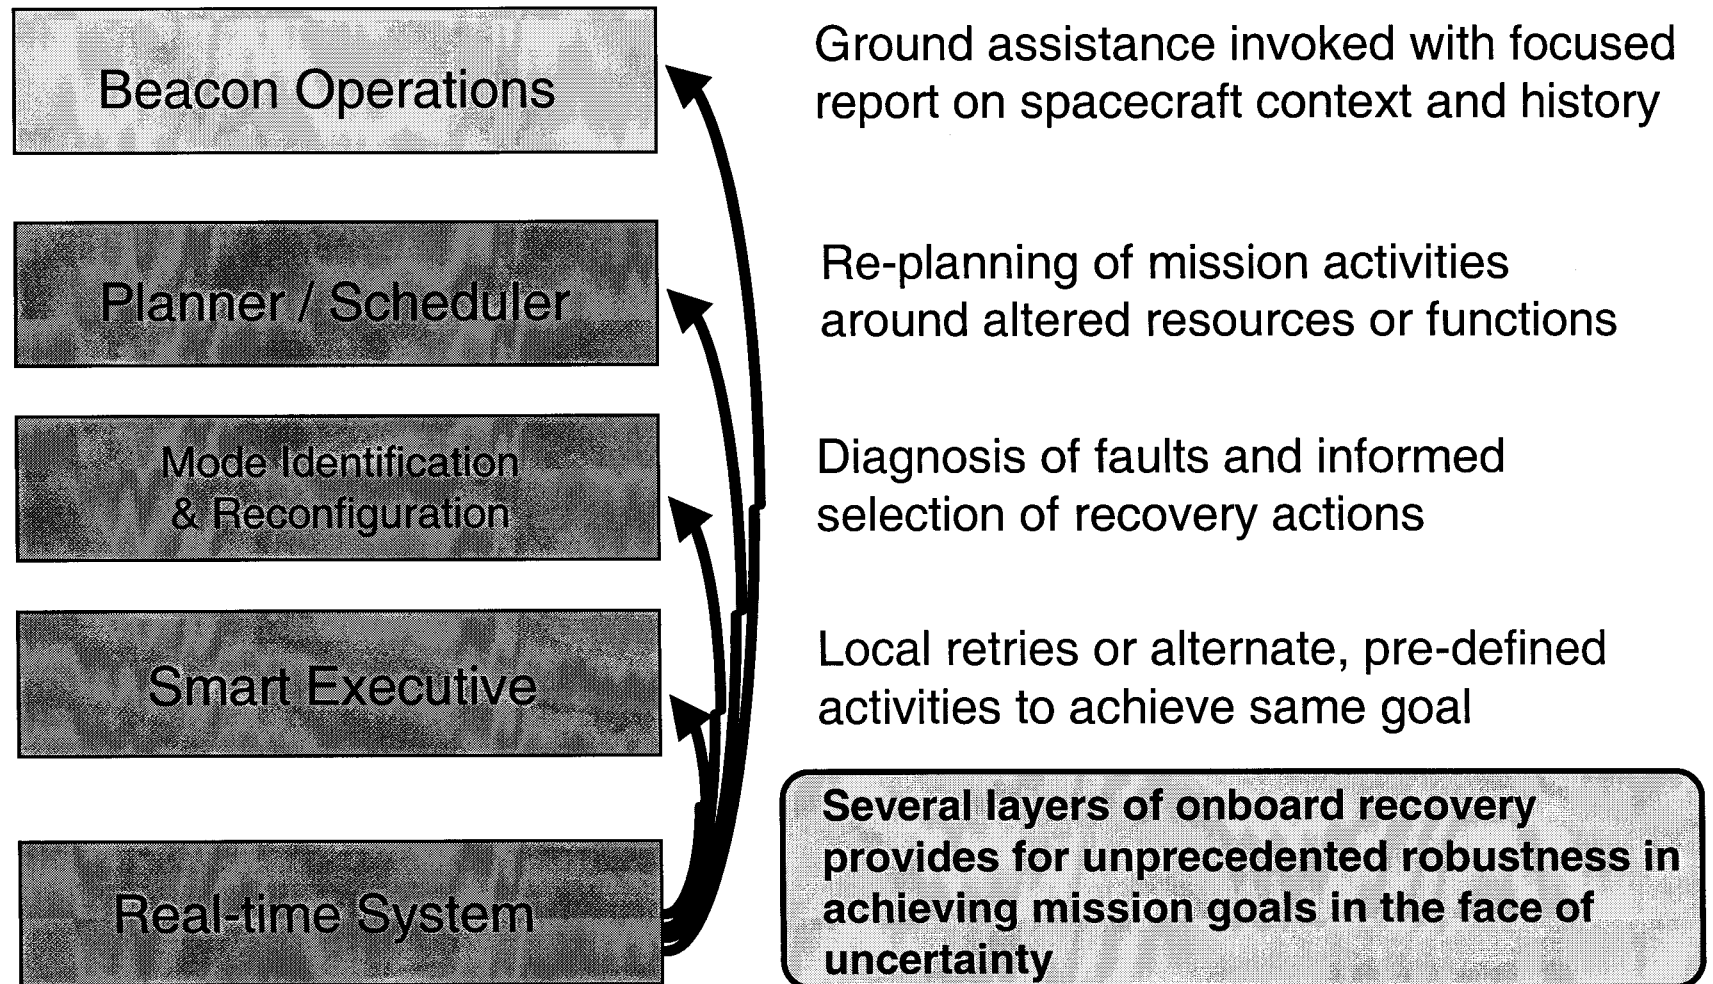 Beacon Operations
Ground assistance invoked with focused
report on spacecraft context and history
Planner / Scheduler
Re-planning of mission activities
around altered resources or functions
Mode Identification
& Reconfiguration
Diagnosis of faults and informed
selection of recovery actions
Smart Executive
Local retries or alternate, pre-defined
activities to achieve same goal
Real-time System
Several layers of onboard recovery
provides for unprecedented robustness in
achieving mission goals in the face of
uncertainty